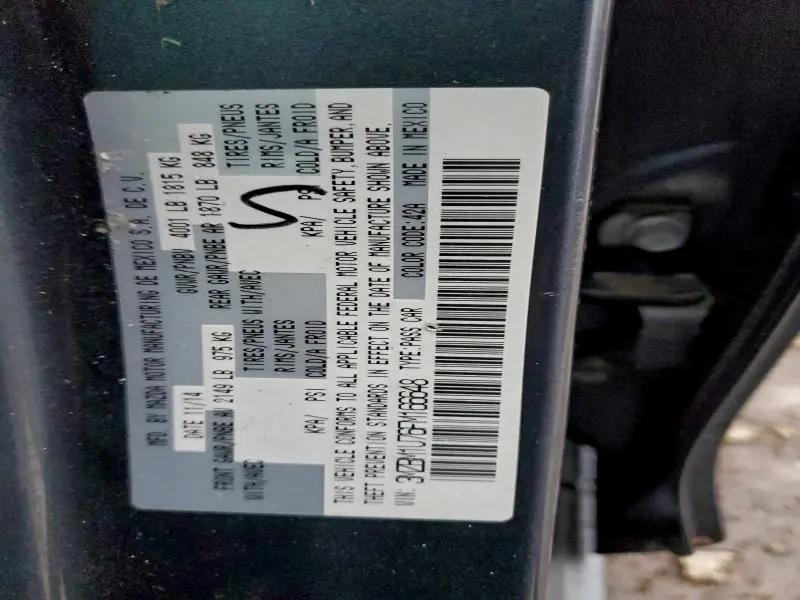 MFD. BY MAZDA MOTOR MANUFACTURING DE MEXICO S.A. DE C.V.
DATE 11/14 GVWR/PNBV 4001 LB 1815 KG
FRONT GAWR/PNBE AV 2149 LB 975 KG REAR GAWR/PNBE AR 1870 LB 848 KG
WITH/AVEC TIRES/PNEUS WITH/AVEC TIRES/PNEUS
RIMS/JANTES RIMS/JANTES
KPA/ PSI COLD/A FROID KPA/ PSI COLD/A FROID
THIS VEHICLE CONFORMS TO ALL APPLICABLE FEDERAL MOTOR VEHICLE SAFETY, BUMPER, AND
THEFT PREVENTION STANDARDS IN EFFECT ON THE DATE OF MANUFACTURE SHOWN ABOVE.
COLOR CODE:42A MADE IN MEXICO
VIN: 3MZBM1J76FM166848 TYPE:PASS CAR